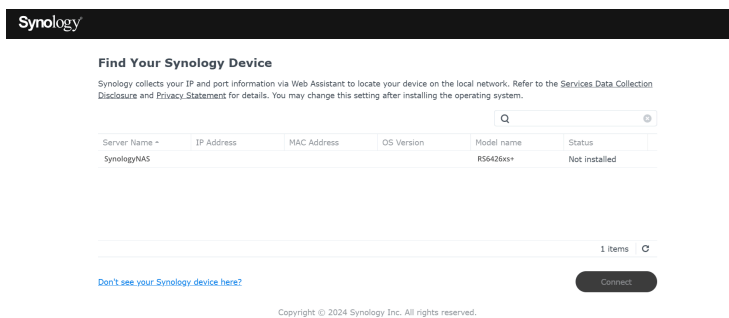 Synology®
Find Your Synology Device
Synology collects your IP and port information via Web Assistant to locate your device on the local network. Refer to the Services Data Collection
Disclosure and Privacy Statement for details. You may change this setting after installing the operating system.
Server Name IP Address MAC Address OS Version Model name Status
SynologyNAS RS6426xs+ Not installed
1 items
Don't see your Synology device here? Connect
Copyright © 2024 Synology Inc. All rights reserved.